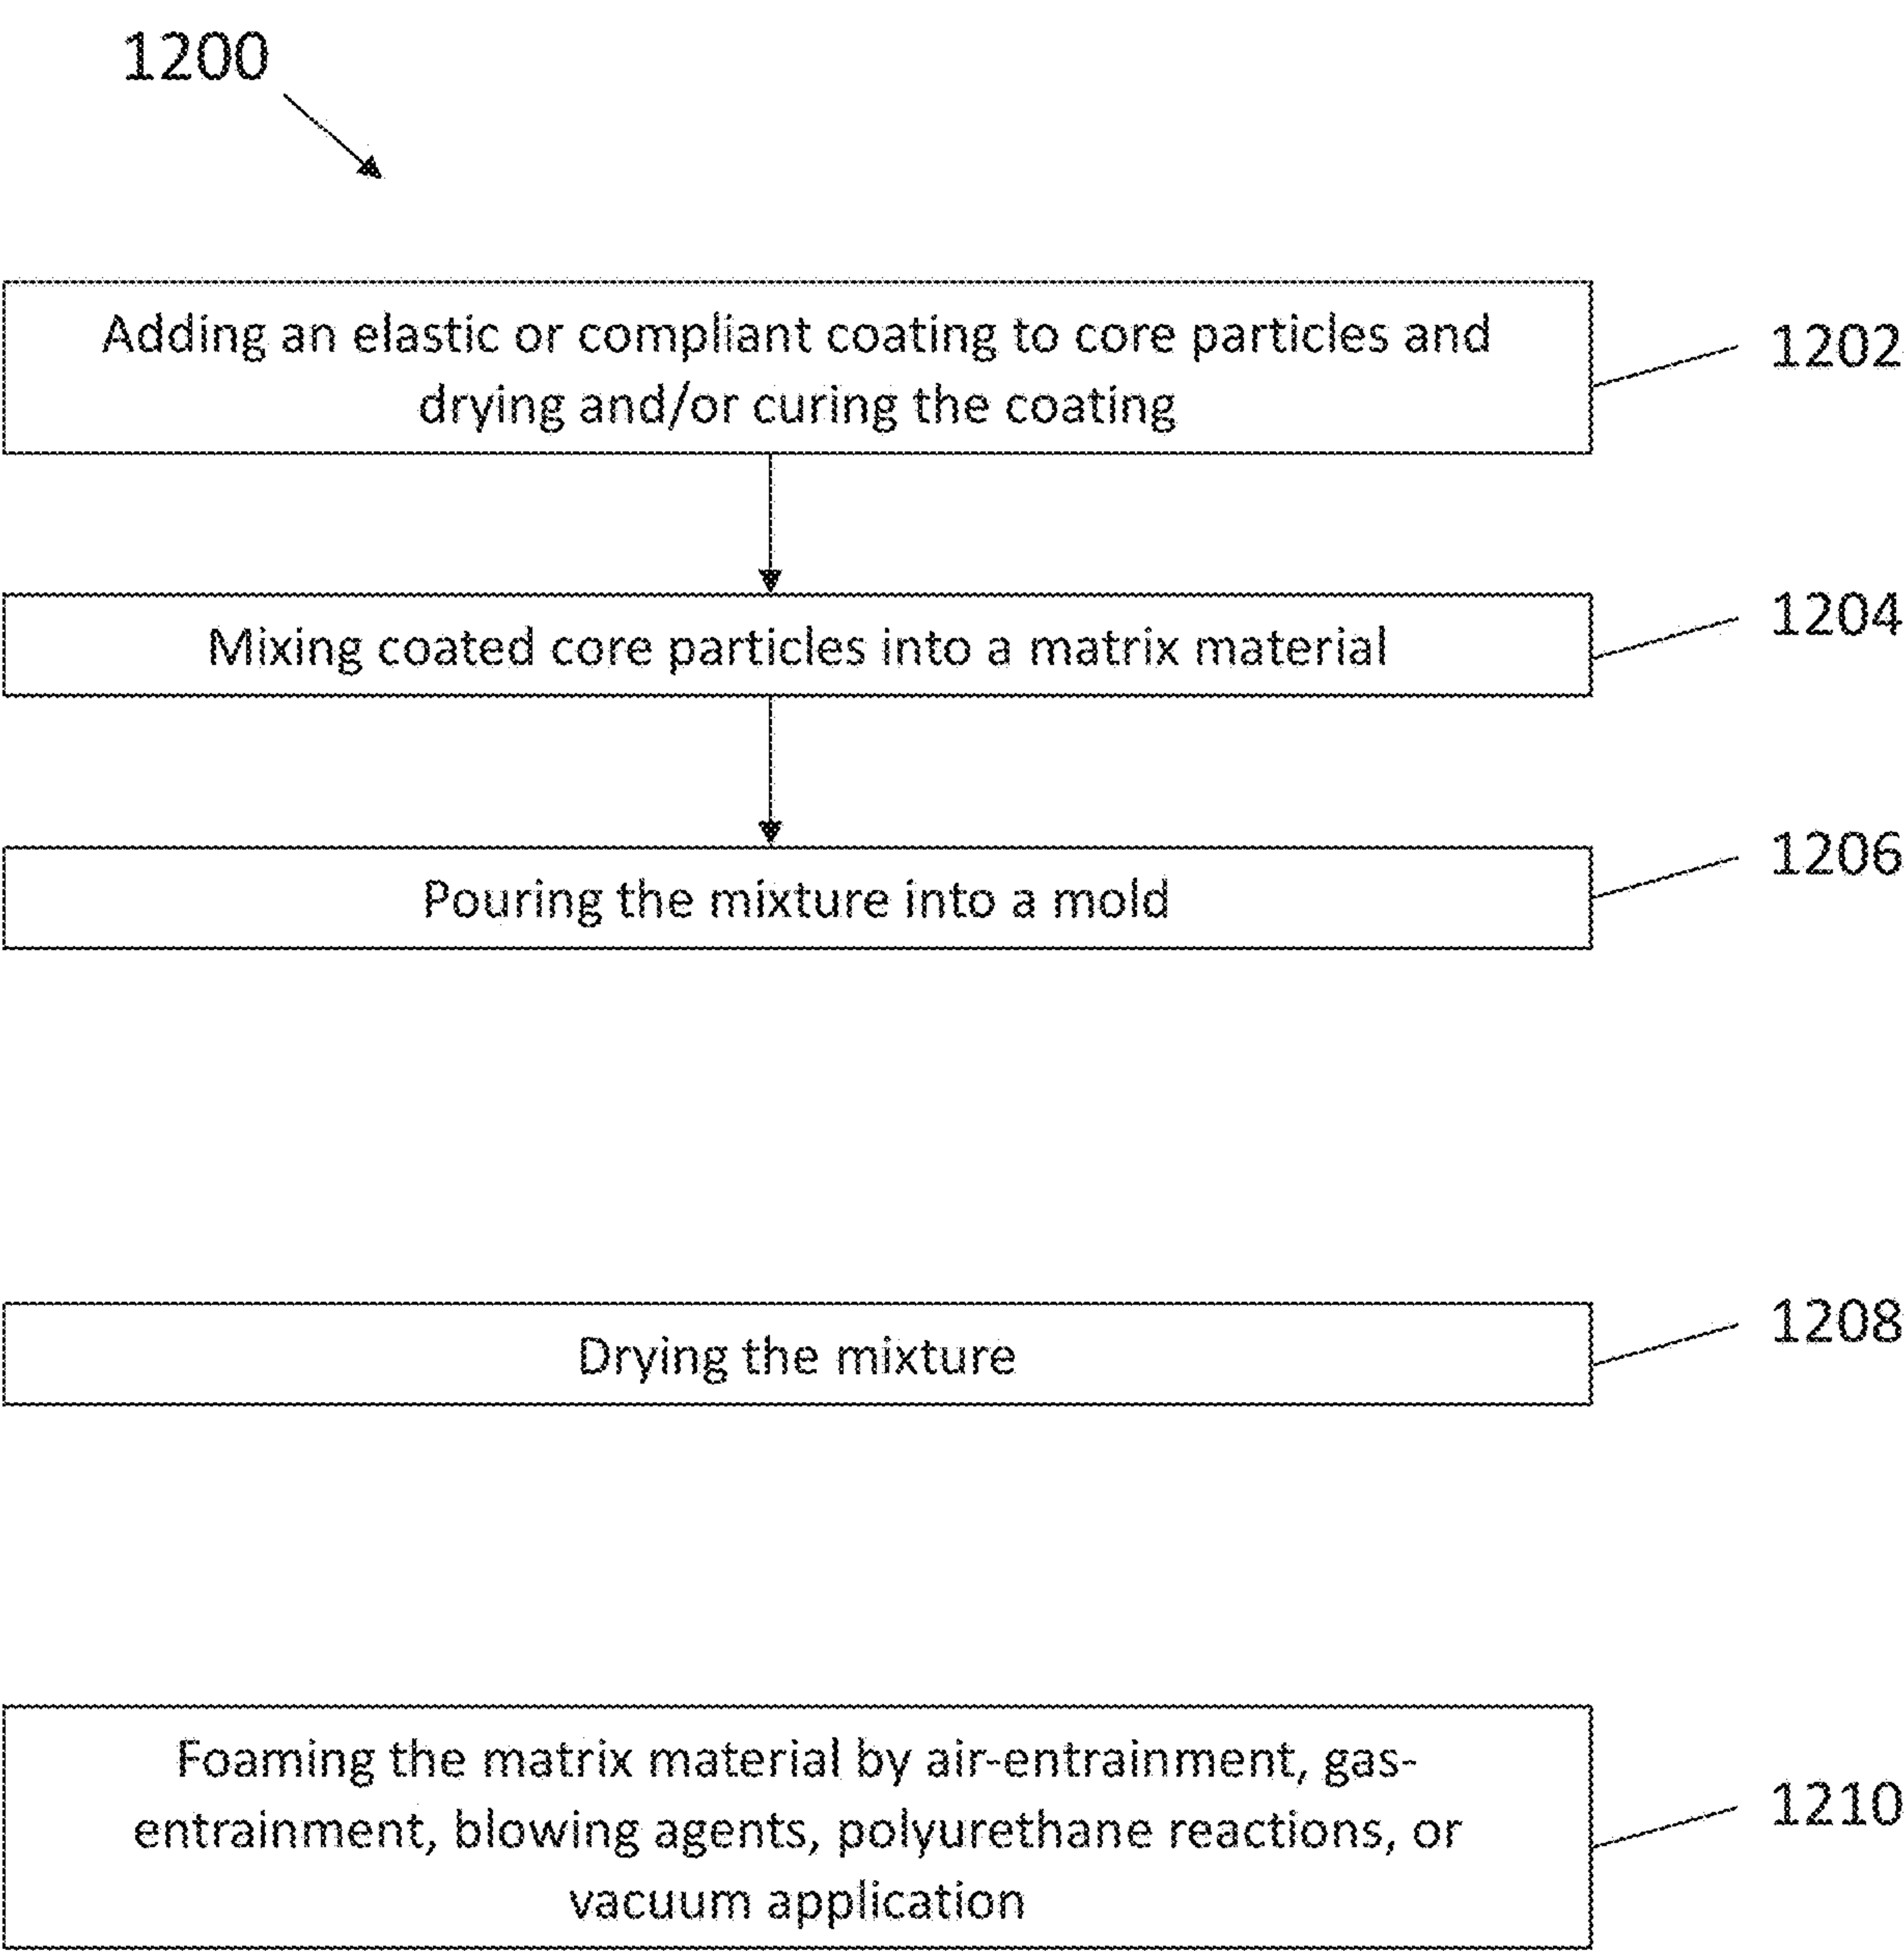 1200
Adding an elastic or compliant coating to core particles and
drying and/or curing the coating
1202
Mixing coated core particles into a matrix material
1204
Pouring the mixture into a mold
1206
Drying the mixture
1208
Foaming the matrix material by air-entrainment, gas-
entrainment, blowing agents, polyurethane reactions, or
vacuum application
1210